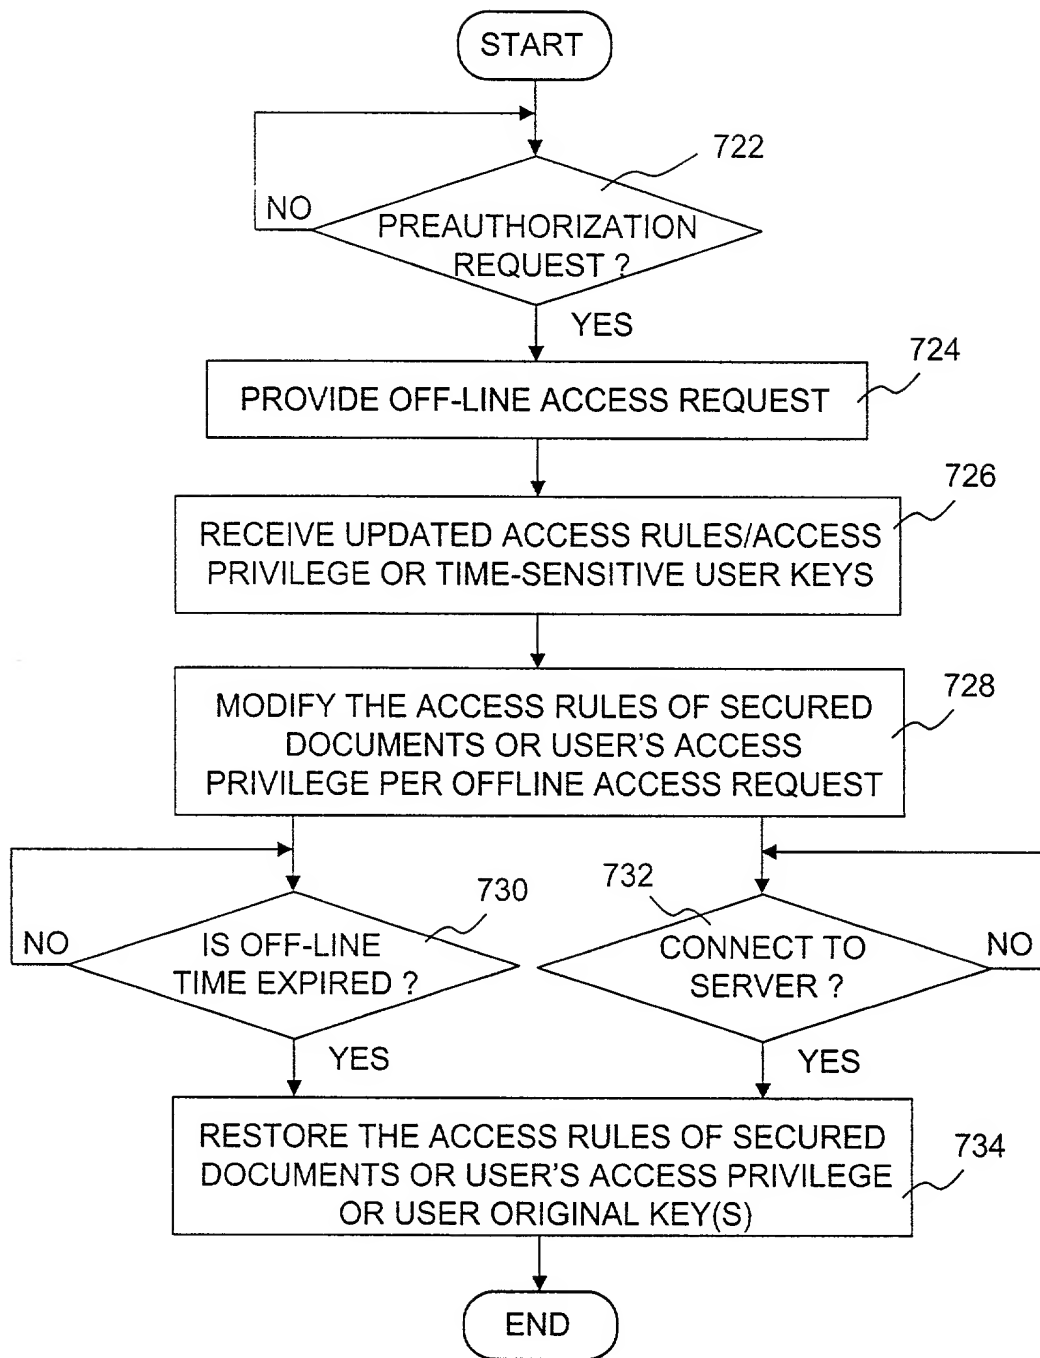 START
722
NO
PREAUTHORIZATION
REQUEST ?
YES
724
PROVIDE OFF-LINE ACCESS REQUEST
726
RECEIVE UPDATED ACCESS RULES/ACCESS
PRIVILEGE OR TIME-SENSITIVE USER KEYS
728
MODIFY THE ACCESS RULES OF SECURED
DOCUMENTS OR USER'S ACCESS
PRIVILEGE PER OFFLINE ACCESS REQUEST
730
NO
IS OFF-LINE
TIME EXPIRED ?
YES
732
CONNECT TO
SERVER ?
NO
YES
734
RESTORE THE ACCESS RULES OF SECURED
DOCUMENTS OR USER'S ACCESS PRIVILEGE
OR USER ORIGINAL KEY(S)
END